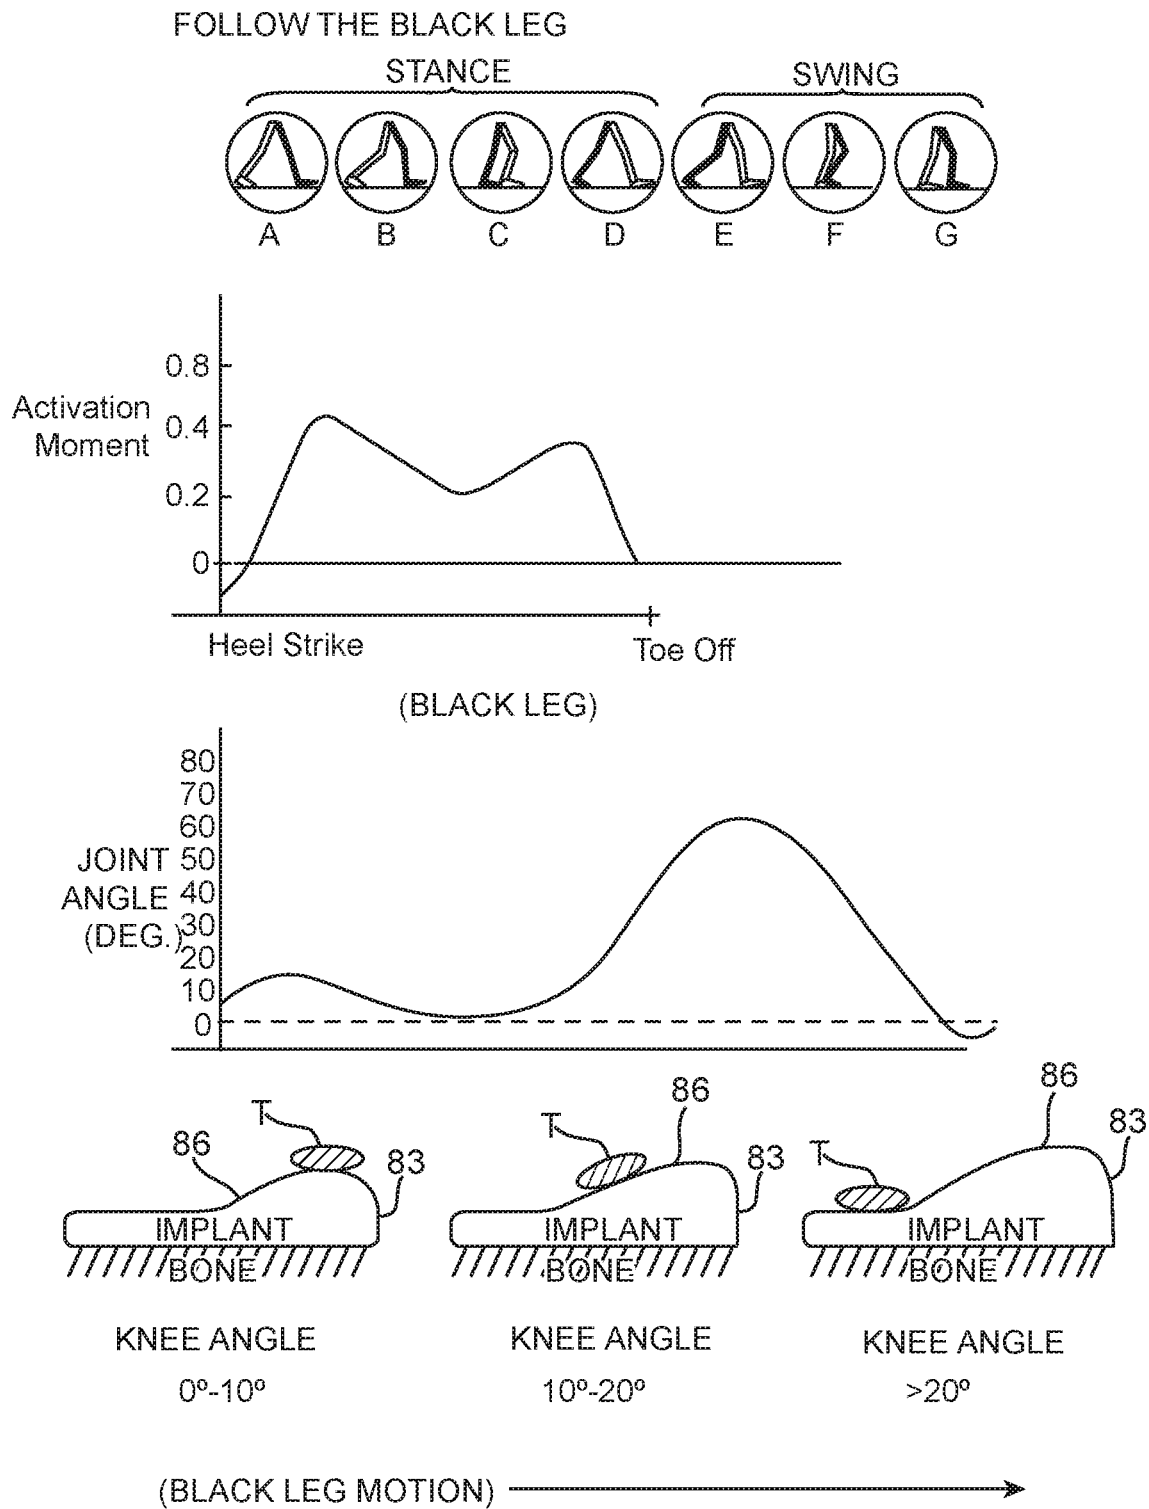 FOLLOW THE BLACK LEG
STANCE SWING
A B C D E F G
0.8
Activation
Moment
0.4
0.2
0
Heel Strike Toe Off
(BLACK LEG)
80
70
60
50
40
30
20
10
0
JOINT
ANGLE
(DEG.)
T 86 83
IMPLANT
BONE
T 86 83
IMPLANT
BONE
T 86 83
IMPLANT
BONE
KNEE ANGLE KNEE ANGLE KNEE ANGLE
0º-10º 10º-20º >20º
(BLACK LEG MOTION)